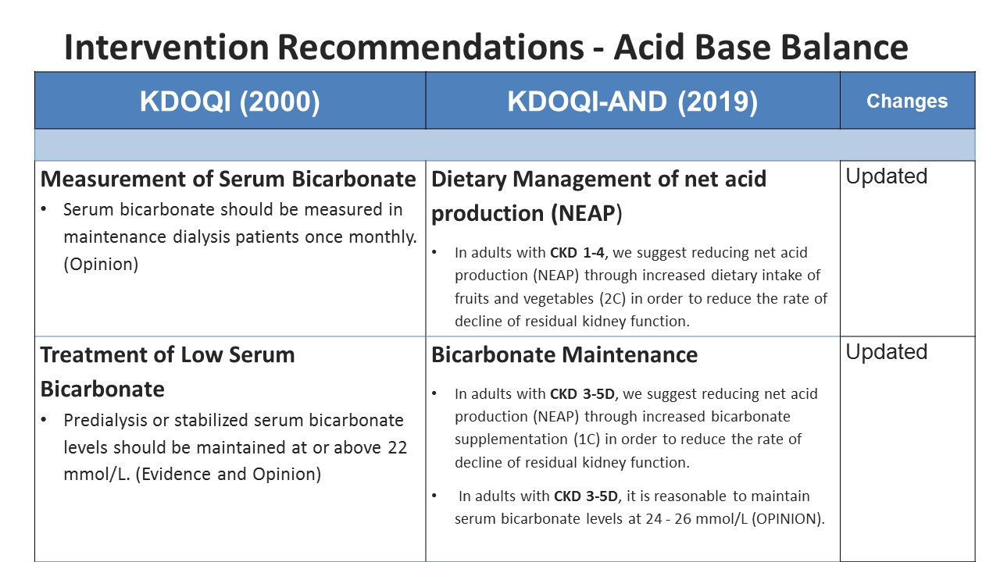 Intervention Recommendations - Acid Base Balance
KDOQI (2000)
KDOQI-AND (2019)
Changes
Measurement of Serum Bicarbonate
• Serum bicarbonate should be measured in
maintenance dialysis patients once monthly.
(Opinion)
Dietary Management of net acid
production (NEAP)
• In adults with CKD 1-4, we suggest reducing net acid
production (NEAP) through increased dietary intake of
fruits and vegetables (2C) in order to reduce the rate of
decline of residual kidney function.
Updated
Treatment of Low Serum
Bicarbonate
• Predialysis or stabilized serum bicarbonate
levels should be maintained at or above 22
mmol/L. (Evidence and Opinion)
Bicarbonate Maintenance
• In adults with CKD 3-5D, we suggest reducing net acid
production (NEAP) through increased bicarbonate
supplementation (1C) in order to reduce the rate of
decline of residual kidney function.
• In adults with CKD 3-5D, it is reasonable to maintain
serum bicarbonate levels at 24 - 26 mmol/L (OPINION).
Updated